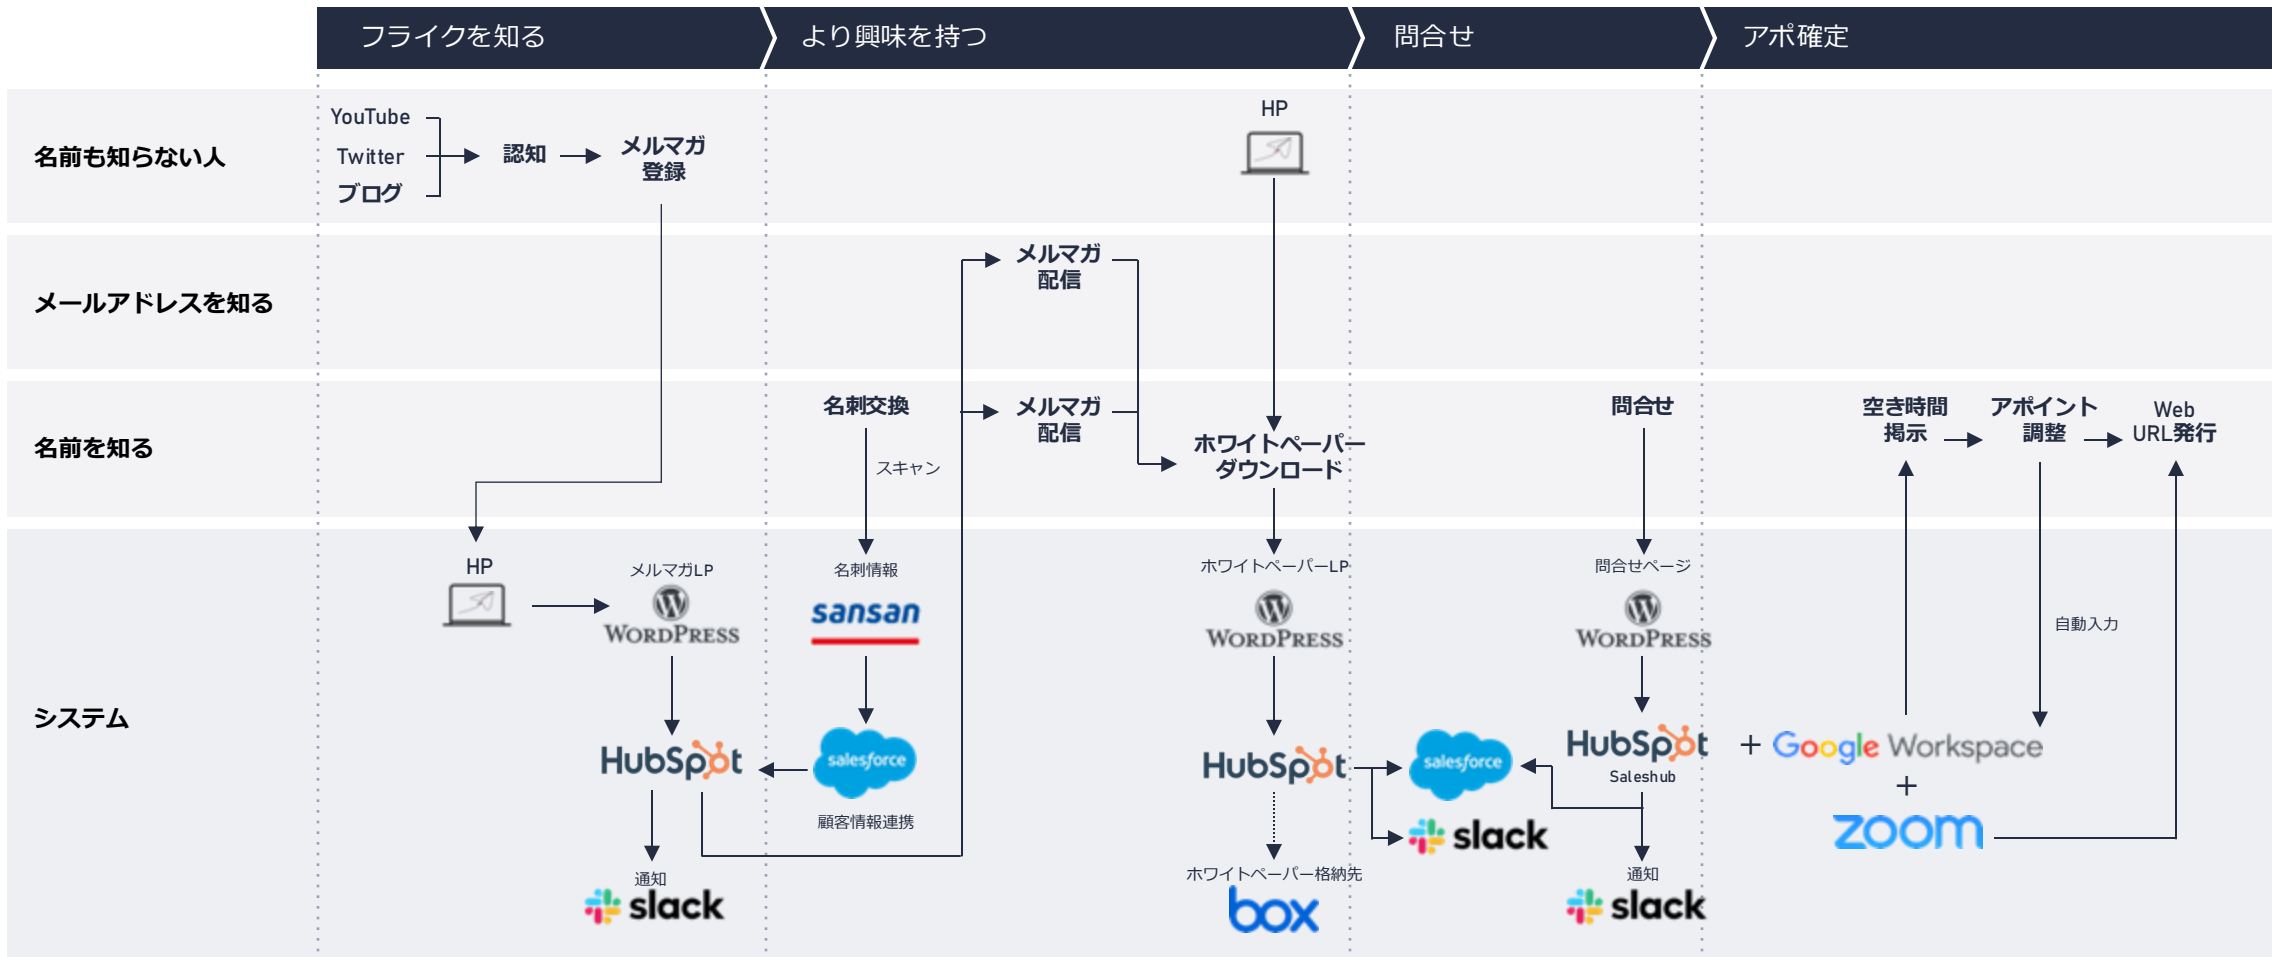 フライクを知る
より興味を持つ
問合せ
アポ確定
名前も知らない人
YouTube
Twitter
ブログ
認知
メルマガ
登録
HP
メールアドレスを知る
メルマガ
配信
名前を知る
名刺交換
スキャン
メルマガ
配信
ホワイトペーパー
ダウンロード
問合せ
空き時間
掲示
アポイント
調整
Web
URL発行
システム
HP
メルマガLP
WORDPRESS
HubSpot
通知
slack
名刺情報
sansan
salesforce
顧客情報連携
ホワイトペーパーLP
WORDPRESS
HubSpot
ホワイトペーパー格納先
box
salesforce
slack
問合せページ
WORDPRESS
HubSpot
Saleshub
通知
slack
+
Google Workspace
+
zoom
自動入力